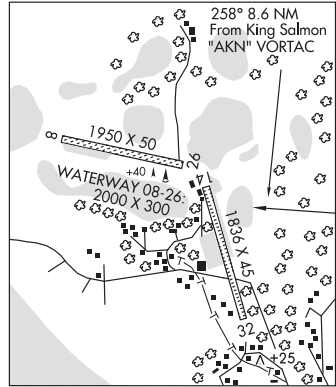 258° 8.6 NM
From King Salmon
"AKN" VORTAC
1950 X 50
8
26
+40
WATERWAY 08-26:
2000 X 300
14
1836 X 45
32
+25